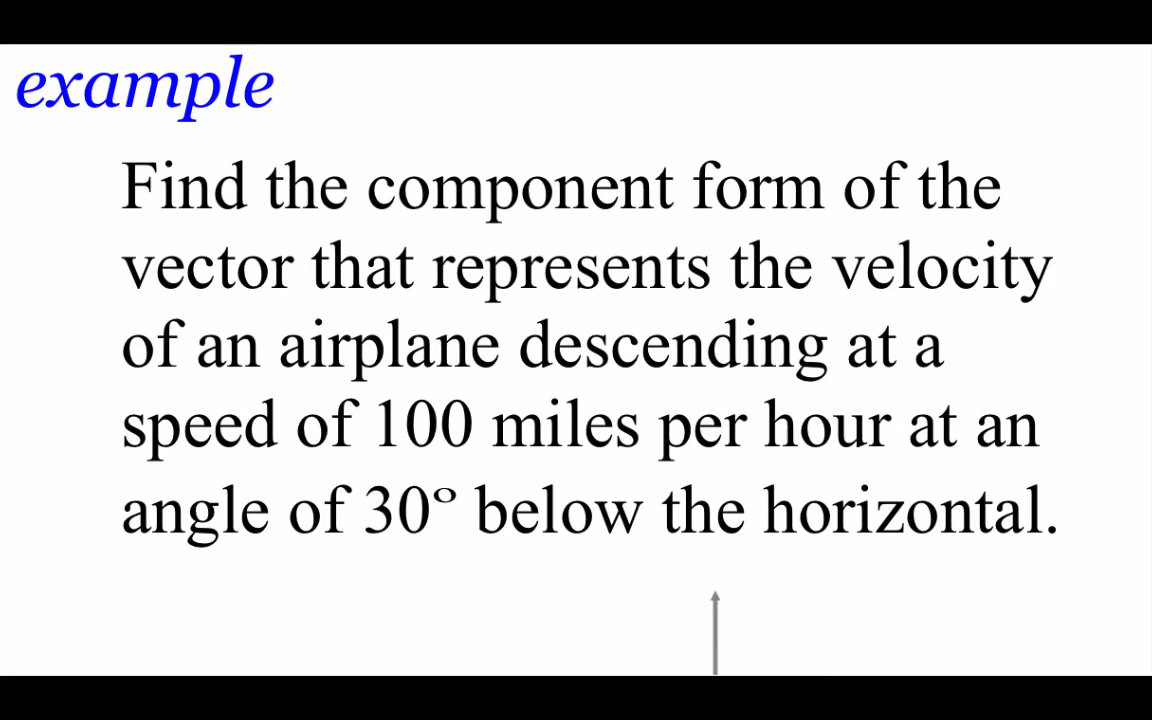 example
Find the component form of the
vector that represents the velocity
of an airplane descending at a
speed of 100 miles per hour at an
angle of 30° below the horizontal.